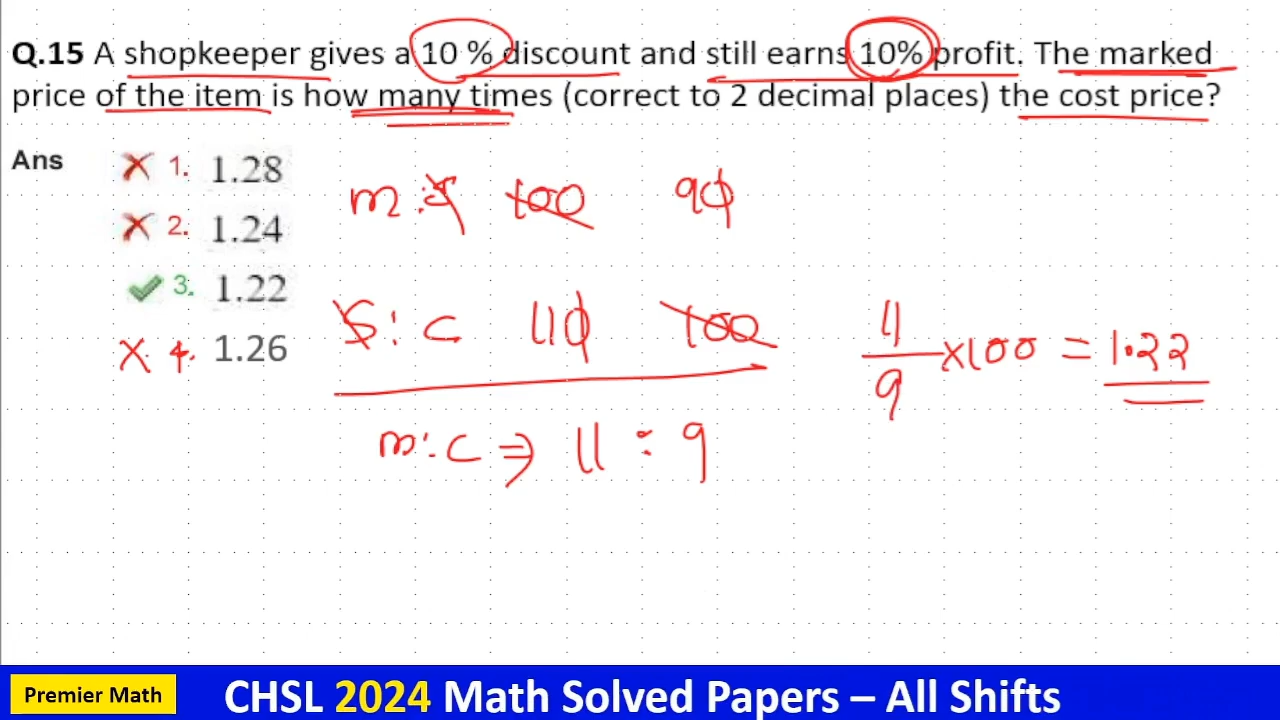 Q.15 A shopkeeper gives a 10 % discount and still earns 10% profit. The marked
price of the item is how many times (correct to 2 decimal places) the cost price?
Ans
1. 1.28
2. 1.24
3. 1.22
X 4. 1.26
m : s 100 90
S : C 110 100
m : c ⇒ 11 : 9
11/9 ×100 = 1.22
Premier Math
CHSL 2024 Math Solved Papers – All Shifts